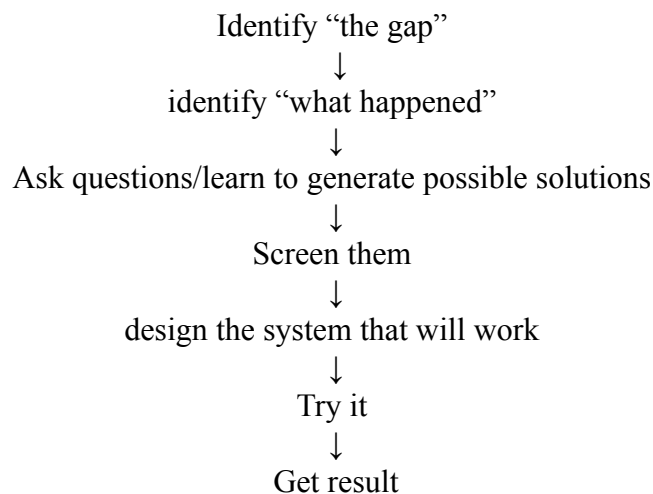 Identify “the gap”
↓
identify “what happened”
↓
Ask questions/learn to generate possible solutions
↓
Screen them
↓
design the system that will work
↓
Try it
↓
Get result